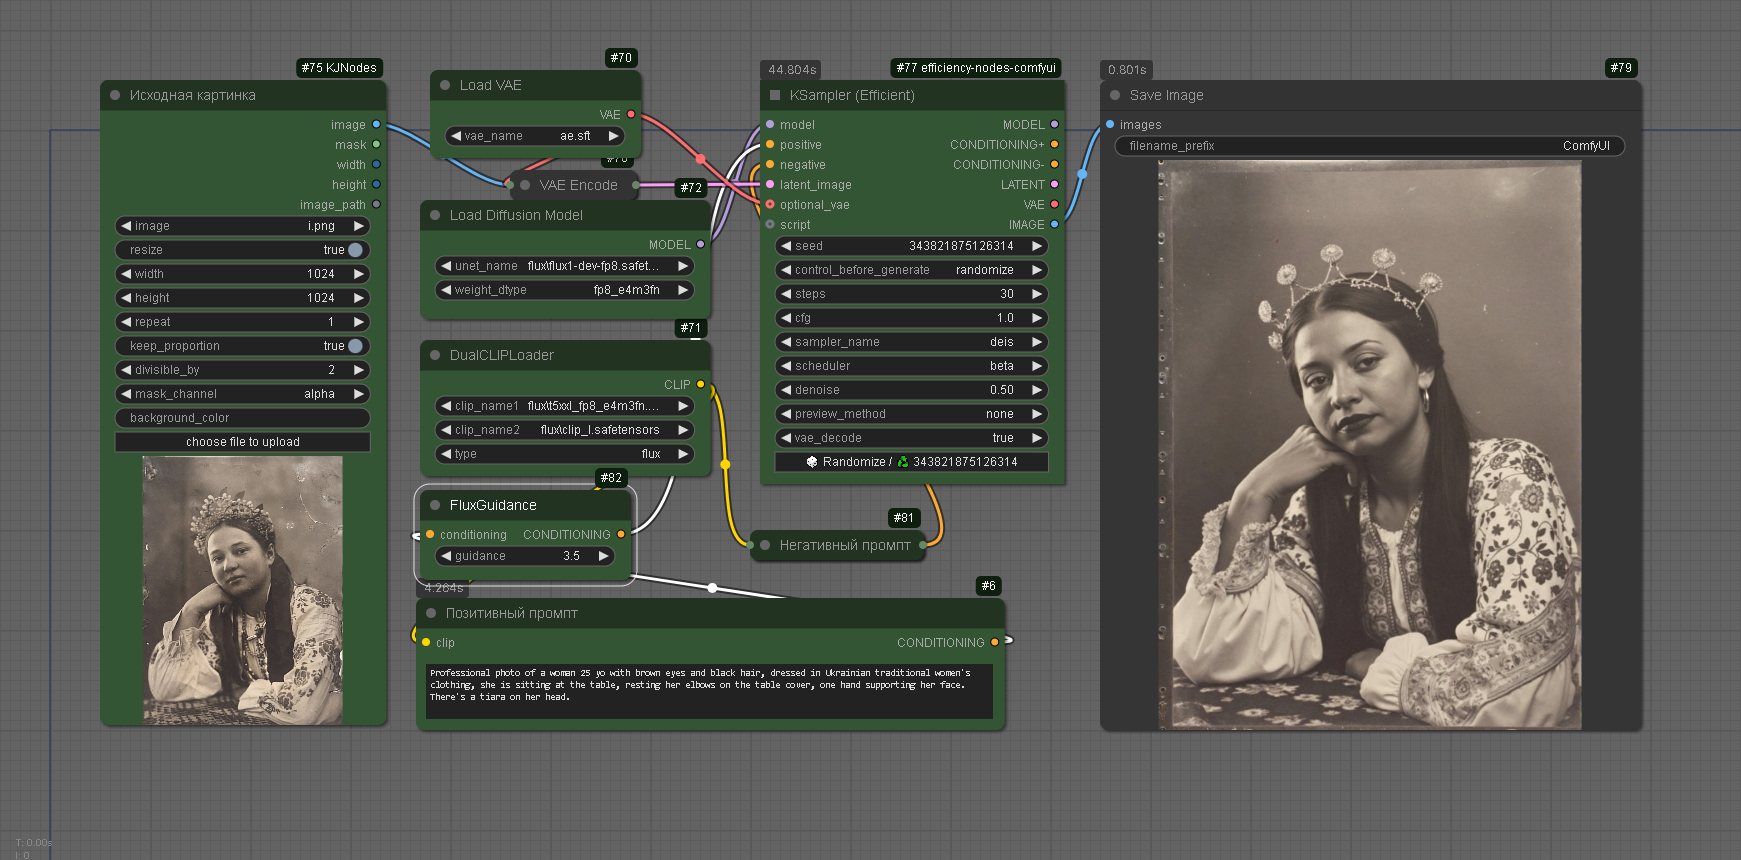 #75 KJNodes
Исходная картинка
image
mask
width
height
image_path
image i.png
resize true
width 1024
height 1024
repeat 1
keep_proportion true
divisible_by 2
mask_channel alpha
background_color
choose file to upload
#70
Load VAE
VAE
vae_name ae.sft
VAE Encode
#72
Load Diffusion Model
MODEL
unet_name flux\flux1-dev-fp8.safet...
weight_dtype fp8_e4m3fn
#71
DualCLIPLoader
CLIP
clip_name1 flux\t5xxl_fp8_e4m3fn....
clip_name2 flux\clip_l.safetensors
type flux
#82
FluxGuidance
conditioning CONDITIONING
guidance 3.5
4.264s
#6
Позитивный промпт
clip CONDITIONING
Professional photo of a woman 25 yo with brown eyes and black hair, dressed in Ukrainian traditional women's
clothing, she is sitting at the table, resting her elbows on the table cover, one hand supporting her face.
There's a tiara on her head.
44.804s
#77 efficiency-nodes-comfyui
KSampler (Efficient)
model MODEL
positive CONDITIONING+
negative CONDITIONING-
latent_image LATENT
optional_vae VAE
script IMAGE
seed 343821875126314
control_before_generate randomize
steps 30
cfg 1.0
sampler_name deis
scheduler beta
denoise 0.50
preview_method none
vae_decode true
Randomize / 343821875126314
#81
Негативный промпт
0.801s
#79
Save Image
images
filename_prefix ComfyUI
T: 0.00s
I: 0